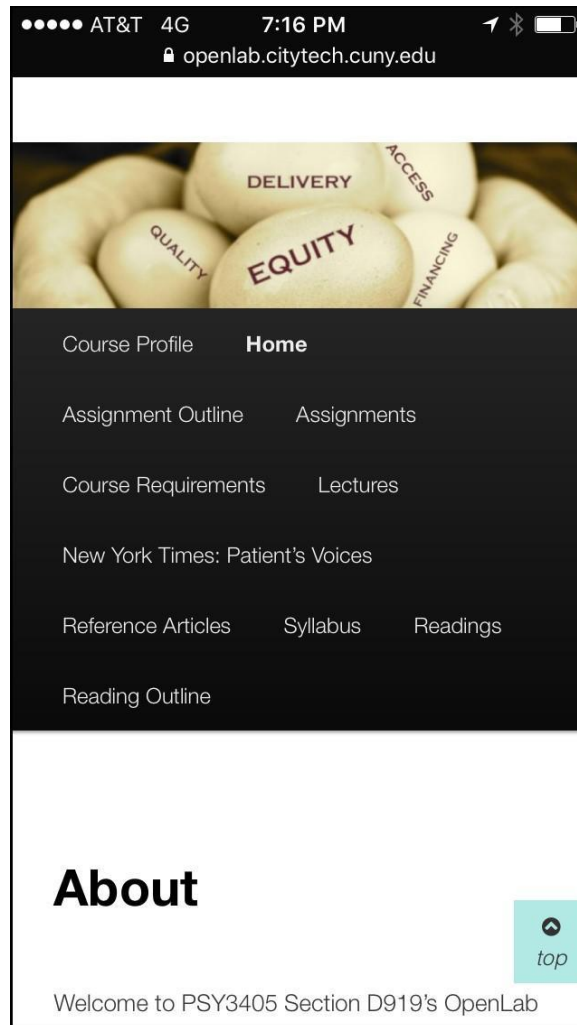 AT&T 4G 7:16 PM
openlab.citytech.cuny.edu
ACCESS
DELIVERY
QUALITY
EQUITY
FINANCING
Course Profile Home
Assignment Outline Assignments
Course Requirements Lectures
New York Times: Patient's Voices
Reference Articles Syllabus Readings
Reading Outline
About
top
Welcome to PSY3405 Section D919's OpenLab